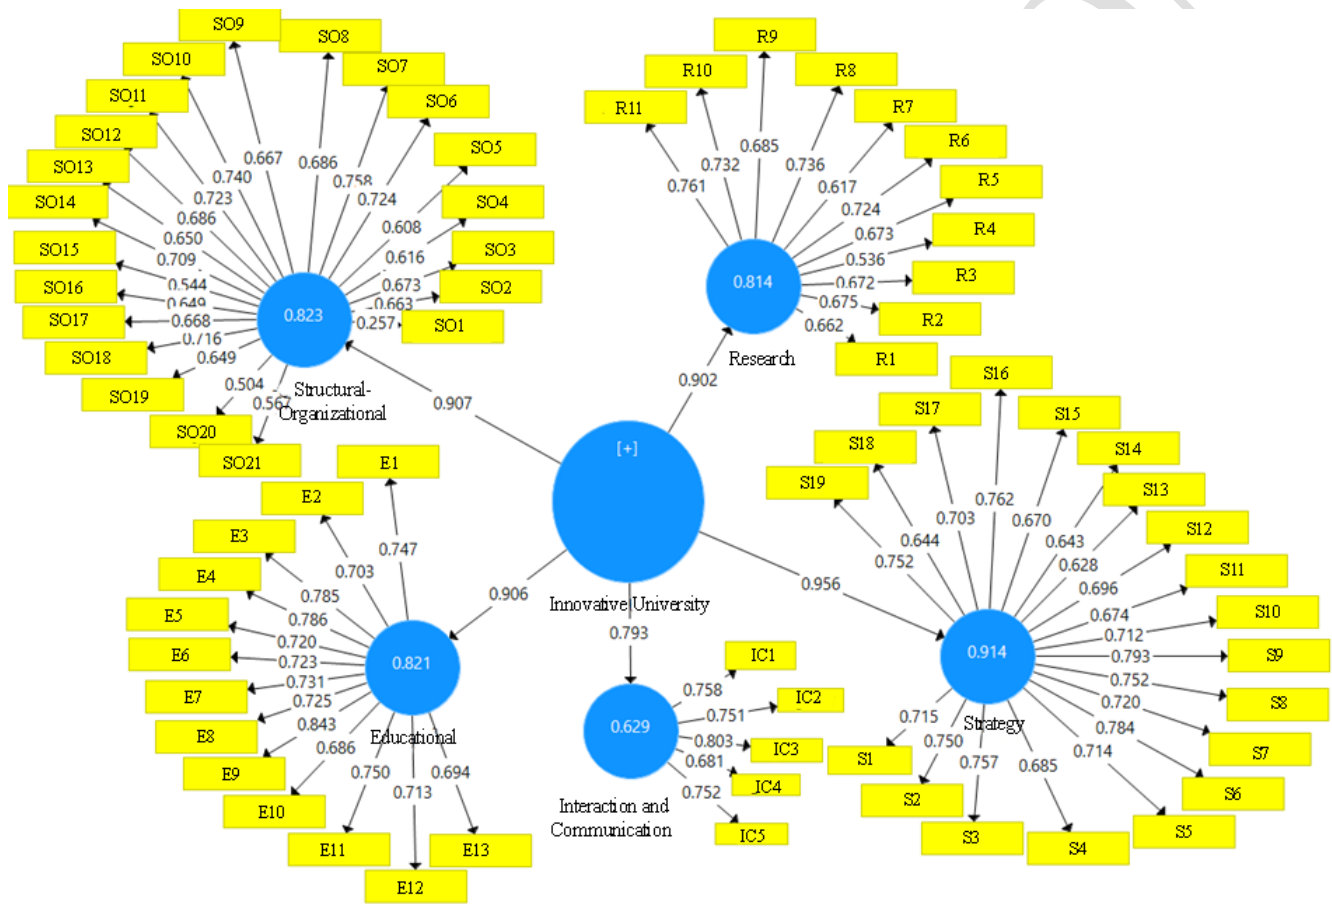 SO9
SO8
SO10
SO7
SO11
SO6
SO12
SO5
SO13
SO4
SO14
SO3
SO15
SO2
SO16
SO1
SO17
SO18
SO19
SO20
SO21
0.667
0.686
0.740
0.758
0.723
0.724
0.686
0.608
0.650
0.616
0.709
0.673
0.544
0.663
0.649
0.257
0.668
0.716
0.649
0.504
0.567
0.823
Structural-
Organizational
0.907
R9
R10
R8
R11
R7
R6
R5
R4
R3
R2
R1
0.685
0.732
0.736
0.761
0.617
0.724
0.673
0.536
0.672
0.675
0.662
0.814
Research
0.902
[+]
Innovative University
0.906
0.793
0.956
E1
E2
E3
E4
E5
E6
E7
E8
E9
E10
E11
E12
E13
0.747
0.703
0.785
0.786
0.720
0.723
0.731
0.725
0.843
0.686
0.750
0.713
0.694
0.821
Educational
IC1
IC2
IC3
IC4
IC5
0.758
0.751
0.803
0.681
0.752
0.629
Interaction and
Communication
S16
S17
S15
S18
S14
S19
S13
S12
S11
S10
S9
S8
S7
S6
S5
S4
S3
S2
S1
0.762
0.703
0.670
0.644
0.643
0.752
0.628
0.696
0.674
0.712
0.793
0.752
0.720
0.784
0.714
0.685
0.757
0.750
0.715
0.914
Strategy